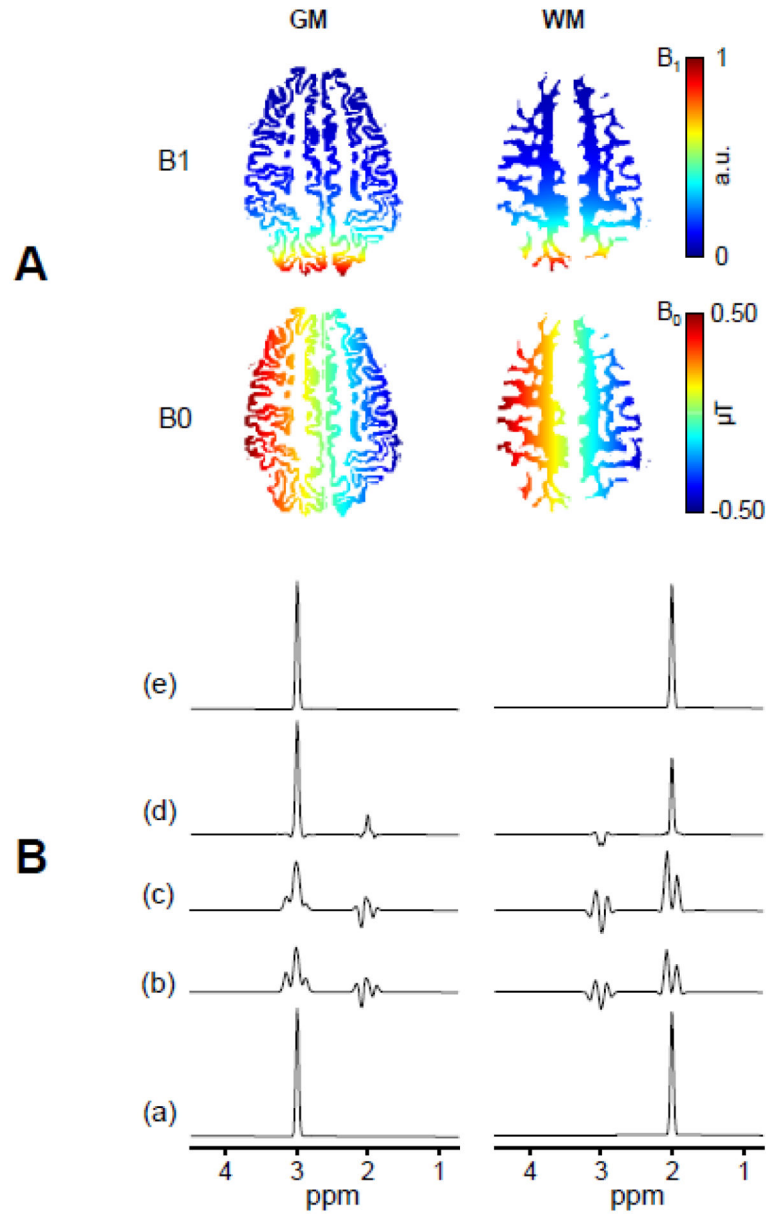 GM
WM
A
B1
B₁
1
a.u.
0
B0
B₀
0.50
µT
-0.50
B
(e)
(d)
(c)
(b)
(a)
4 3 2 1
ppm
4 3 2 1
ppm